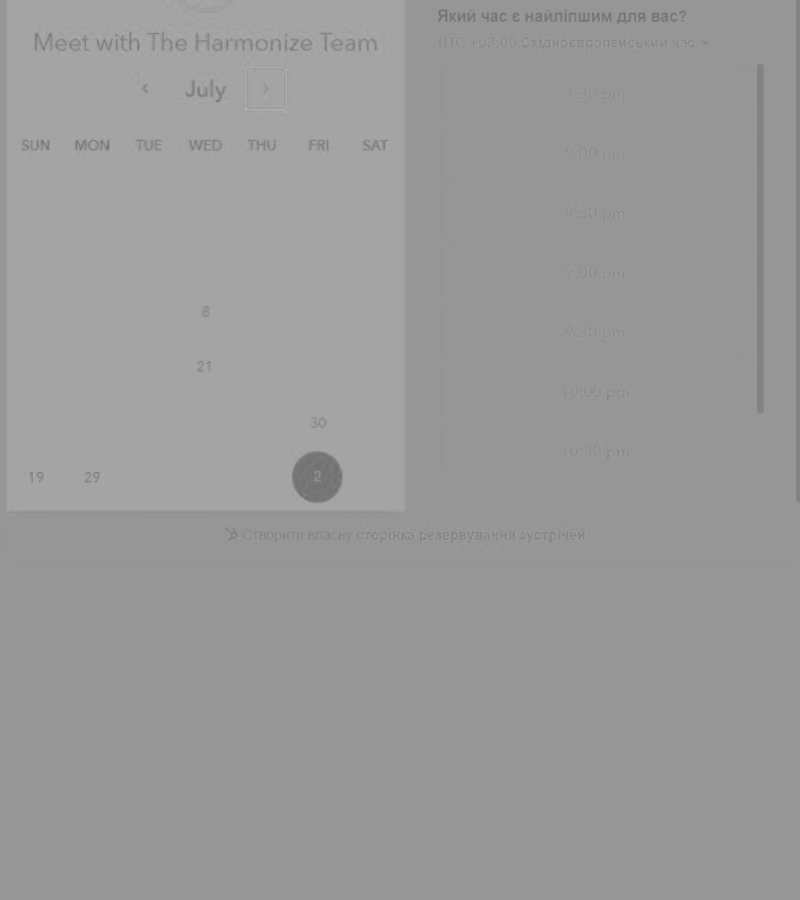 Meet with The Harmonize Team
July
SUN MON TUE WED THU FRI SAT
8
21
30
19 29 2
Який час є найліпшим для вас?
UTC +03:00 Східноєвропейський час
7:30 pm
8:00 pm
8:30 pm
9:00 pm
9:30 pm
10:00 pm
10:30 pm
Створити власну сторінка резервування зустрічей